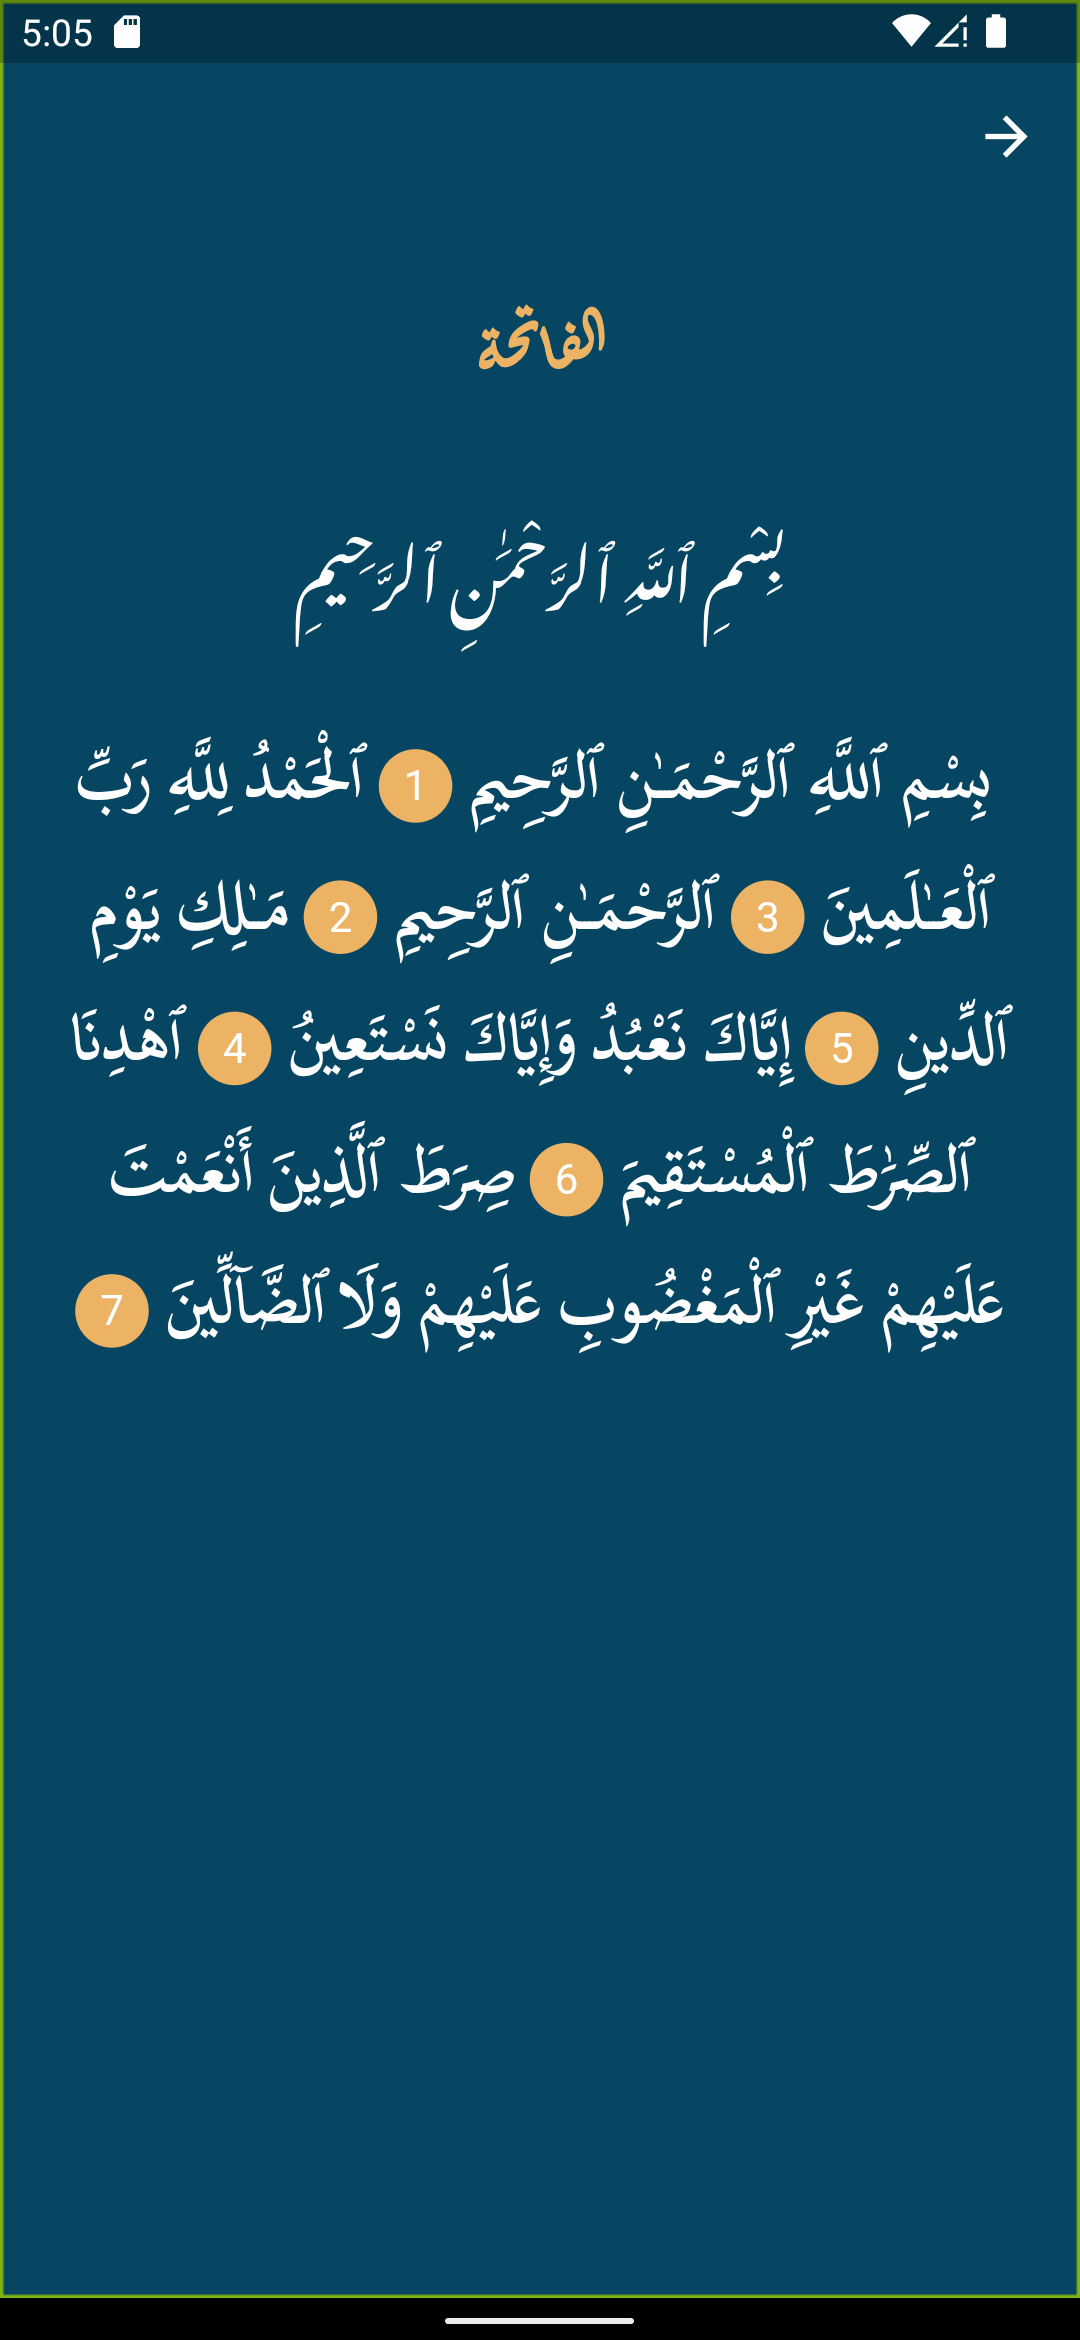 5:05
الفاتحة
بِسْمِ ٱللَّهِ ٱلرَّحْمَٰنِ ٱلرَّحِيمِ
بِسْمِ ٱللَّهِ ٱلرَّحْمَـٰنِ ٱلرَّحِيمِ 1 ٱلْحَمْدُ لِلَّهِ رَبِّ
ٱلْعَـٰلَمِينَ 3 ٱلرَّحْمَـٰنِ ٱلرَّحِيمِ 2 مَـٰلِكِ يَوْمِ
ٱلدِّينِ 5 إِيَّاكَ نَعْبُدُ وَإِيَّاكَ نَسْتَعِينُ 4 ٱهْدِنَا
ٱلصِّرَٰطَ ٱلْمُسْتَقِيمَ 6 صِرَٰطَ ٱلَّذِينَ أَنْعَمْتَ
عَلَيْهِمْ غَيْرِ ٱلْمَغْضُوبِ عَلَيْهِمْ وَلَا ٱلضَّآلِّينَ 7